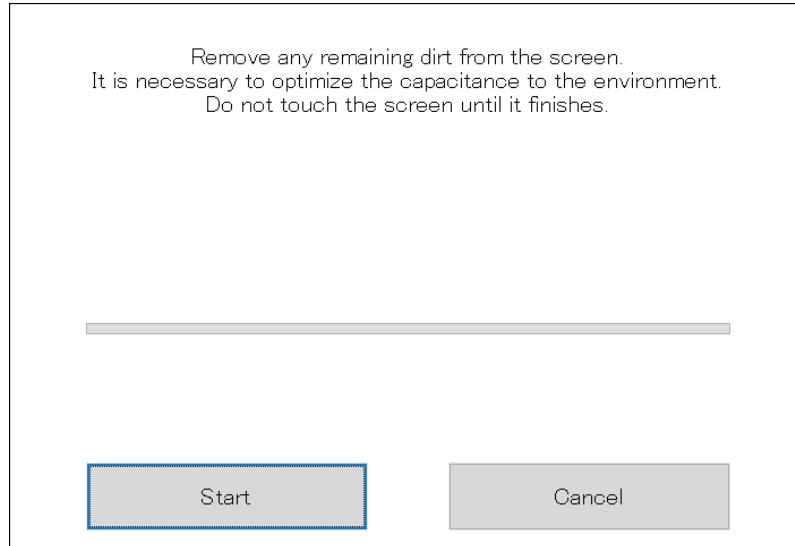 Remove any remaining dirt from the screen.
It is necessary to optimize the capacitance to the environment.
Do not touch the screen until it finishes.
Start
Cancel